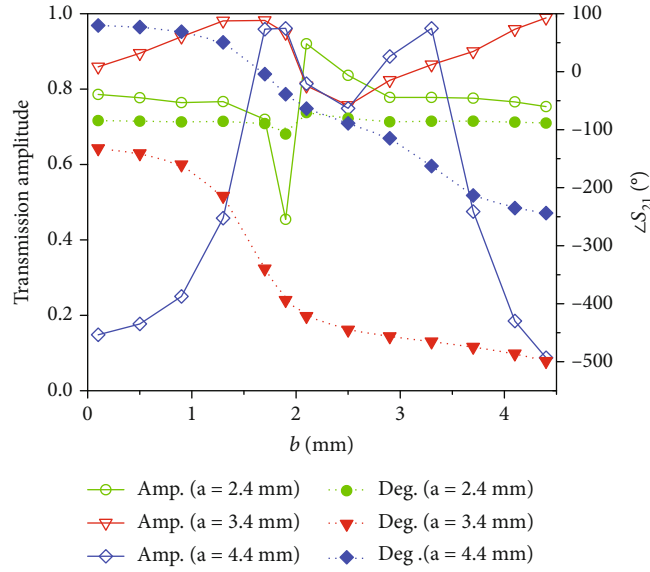 1.0
0.8
0.6
0.4
0.2
0.0
Transmission amplitude
100
0
–100
–200
–300
–400
–500
∠S21 (°)
0 1 2 3 4
b (mm)
Amp. (a = 2.4 mm) Deg. (a = 2.4 mm)
Amp. (a = 3.4 mm) Deg. (a = 3.4 mm)
Amp. (a = 4.4 mm) Deg .(a = 4.4 mm)